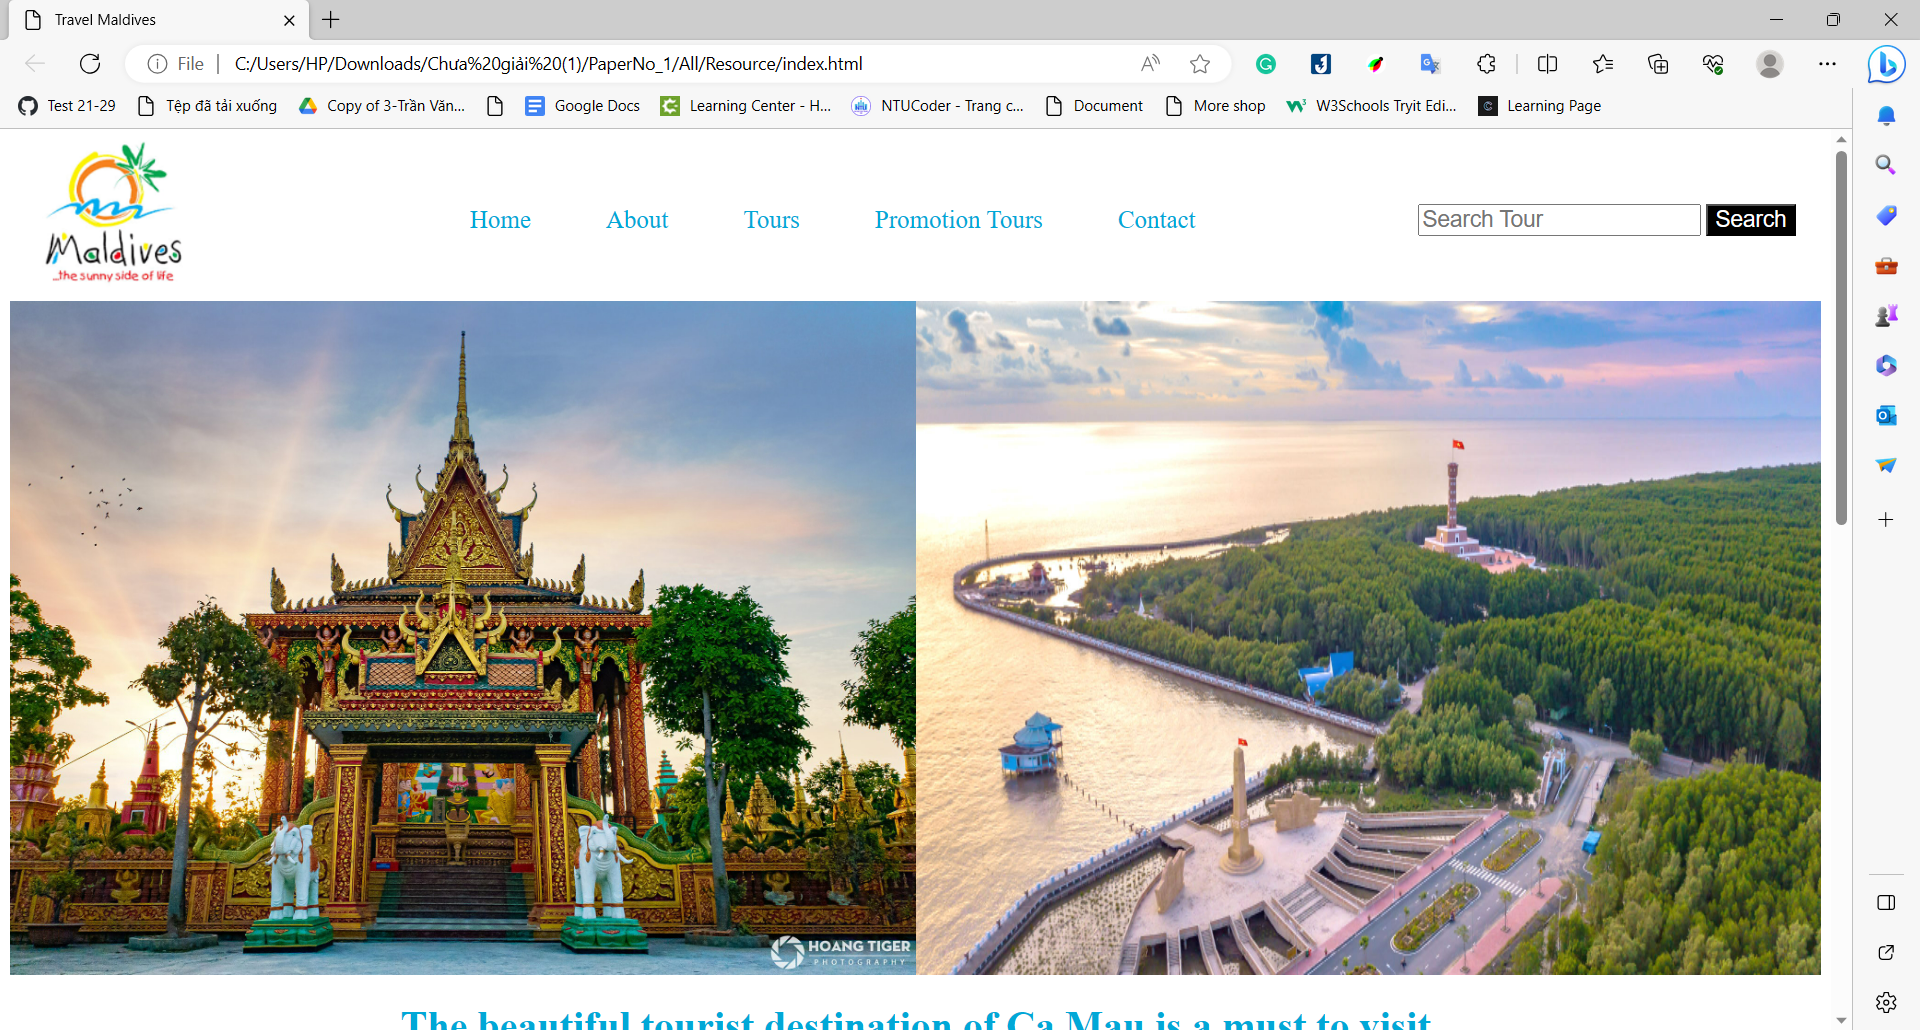 Travel Maldives
File
C:/Users/HP/Downloads/Chưa%20giải%20(1)/PaperNo_1/All/Resource/index.html
Test 21-29
Tệp đã tải xuống
Copy of 3-Trần Văn...
Google Docs
Learning Center - H...
NTUCoder - Trang c...
Document
More shop
W3Schools Tryit Edi...
Learning Page
Maldives
...the sunny side of life
Home
About
Tours
Promotion Tours
Contact
Search Tour
Search
HOANG TIGER
PHOTOGRAPHY
The beautiful tourist destination of Ca Mau is a must to visit